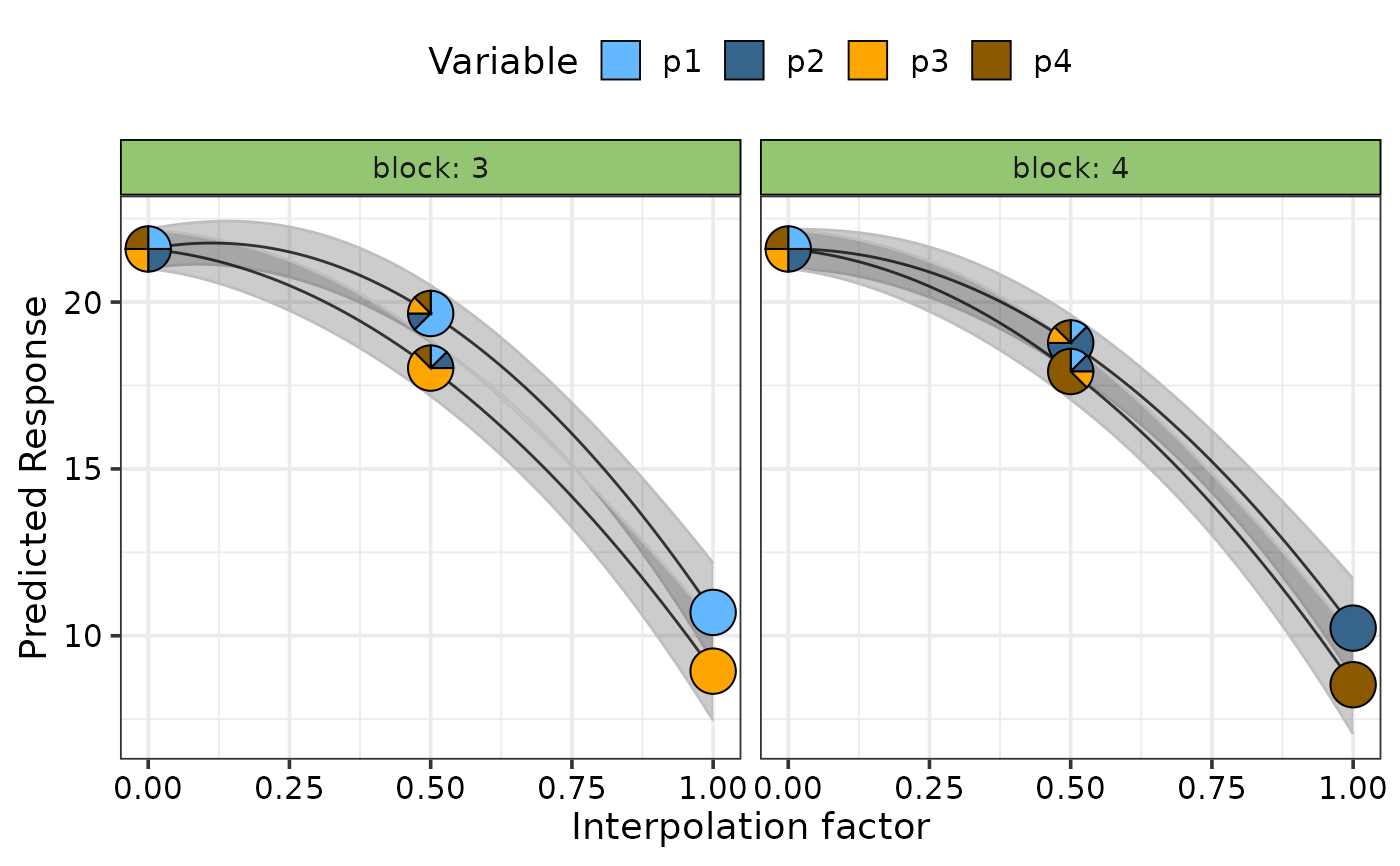 Variable p1 p2 p3 p4
block: 3 block: 4
Predicted Response
20
15
10
0.00 0.25 0.50 0.75 1.00 0.00 0.25 0.50 0.75 1.00
Interpolation factor